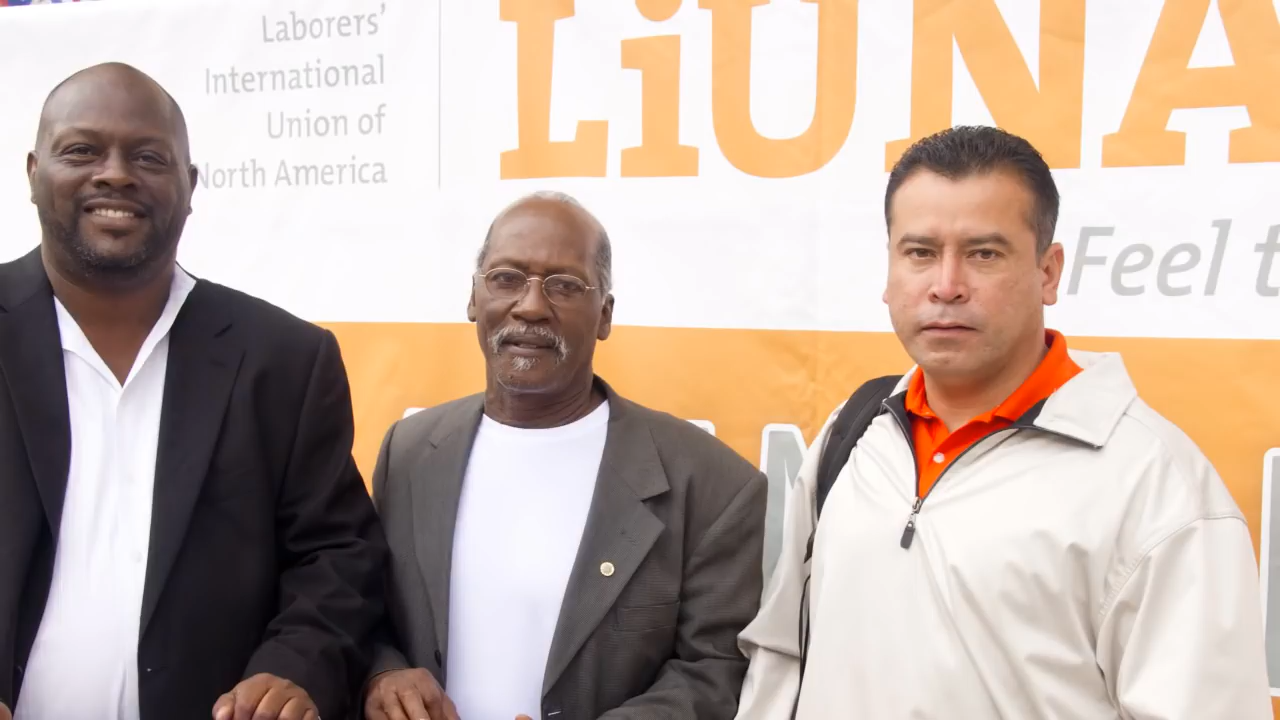 Laborers'
International
Union of
North America
LiUNA
Feel t